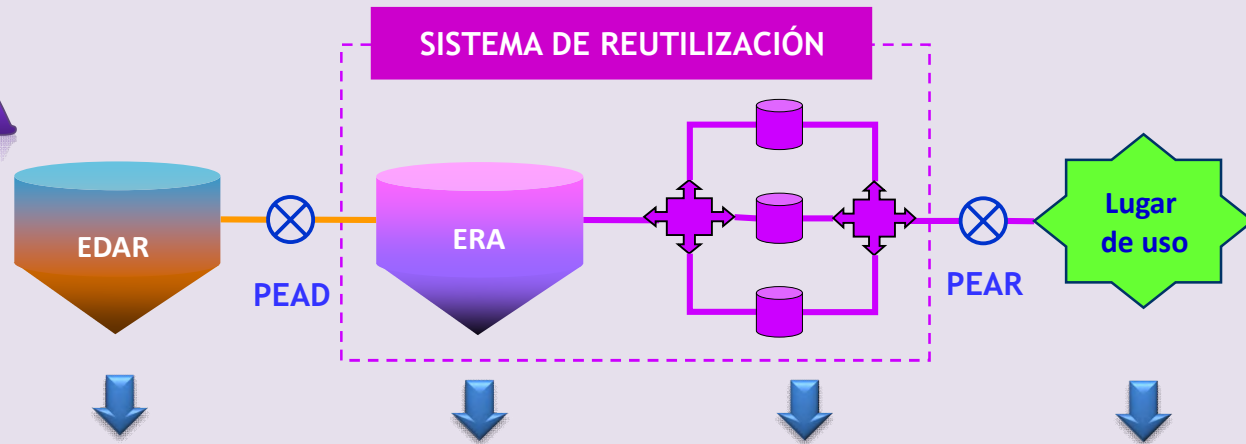 SISTEMA DE REUTILIZACIÓN
EDAR
PEAD
ERA
PEAR
Lugar
de uso